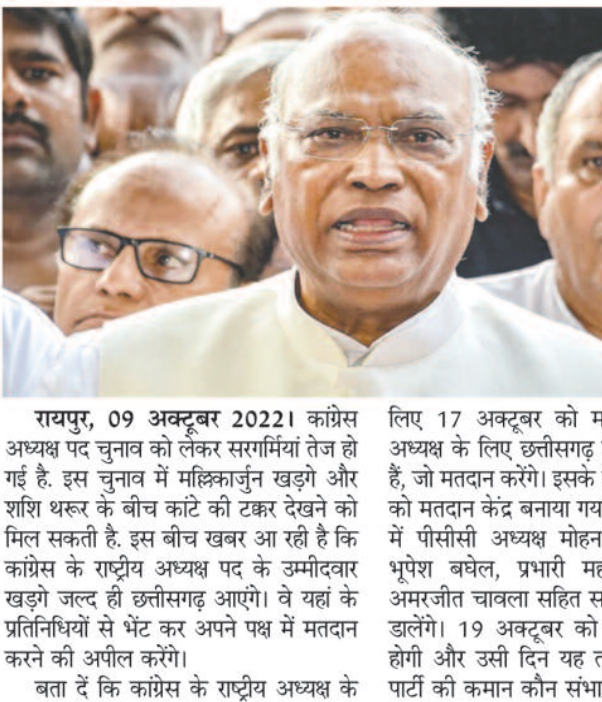 रायपुर, 09 अक्टूबर 2022। कांग्रेस
अध्यक्ष पद चुनाव को लेकर सरगर्मियां तेज हो
गई है. इस चुनाव में मल्लिकार्जुन खड़गे और
शशि थरूर के बीच कांटे की टक्कर देखने को
मिल सकती है. इस बीच खबर आ रही है कि
कांग्रेस के राष्ट्रीय अध्यक्ष पद के उम्मीदवार
खड़गे जल्द ही छत्तीसगढ़ आएंगे। वे यहां के
प्रतिनिधियों से भेंट कर अपने पक्ष में मतदान
करने की अपील करेंगे।
बता दें कि कांग्रेस के राष्ट्रीय अध्यक्ष के
लिए 17 अक्टूबर को
अध्यक्ष के लिए छत्तीसगढ़
हैं, जो मतदान करेंगे। इसके
को मतदान केंद्र बनाया
में पीसीसी अध्यक्ष मोहन
भूपेश बघेल, प्रभारी
अमरजीत चावला सहित
डालेंगे। 19 अक्टूबर को
होगी और उसी दिन यह
पार्टी की कमान कौन